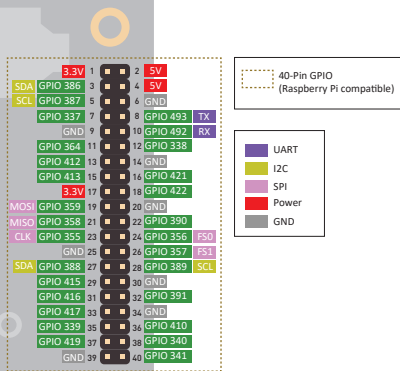 3.3V 1 2 5V
SDA GPIO 386 3 4 5V
SCL GPIO 387 5 6 GND
GPIO 337 7 8 GPIO 493 TX
GND 9 10 GPIO 492 RX
GPIO 364 11 12 GPIO 338
GPIO 412 13 14 GND
GPIO 413 15 16 GPIO 421
3.3V 17 18 GPIO 422
MOSI GPIO 359 19 20 GND
MISO GPIO 358 21 22 GPIO 390
CLK GPIO 355 23 24 GPIO 356 FS0
GND 25 26 GPIO 357 FS1
SDA GPIO 388 27 28 GPIO 389 SCL
GPIO 415 29 30 GND
GPIO 416 31 32 GPIO 391
GPIO 417 33 34 GND
GPIO 339 35 36 GPIO 410
GPIO 419 37 38 GPIO 340
GND 39 40 GPIO 341
40-Pin GPIO
(Raspberry Pi compatible)
UART
I2C
SPI
Power
GND